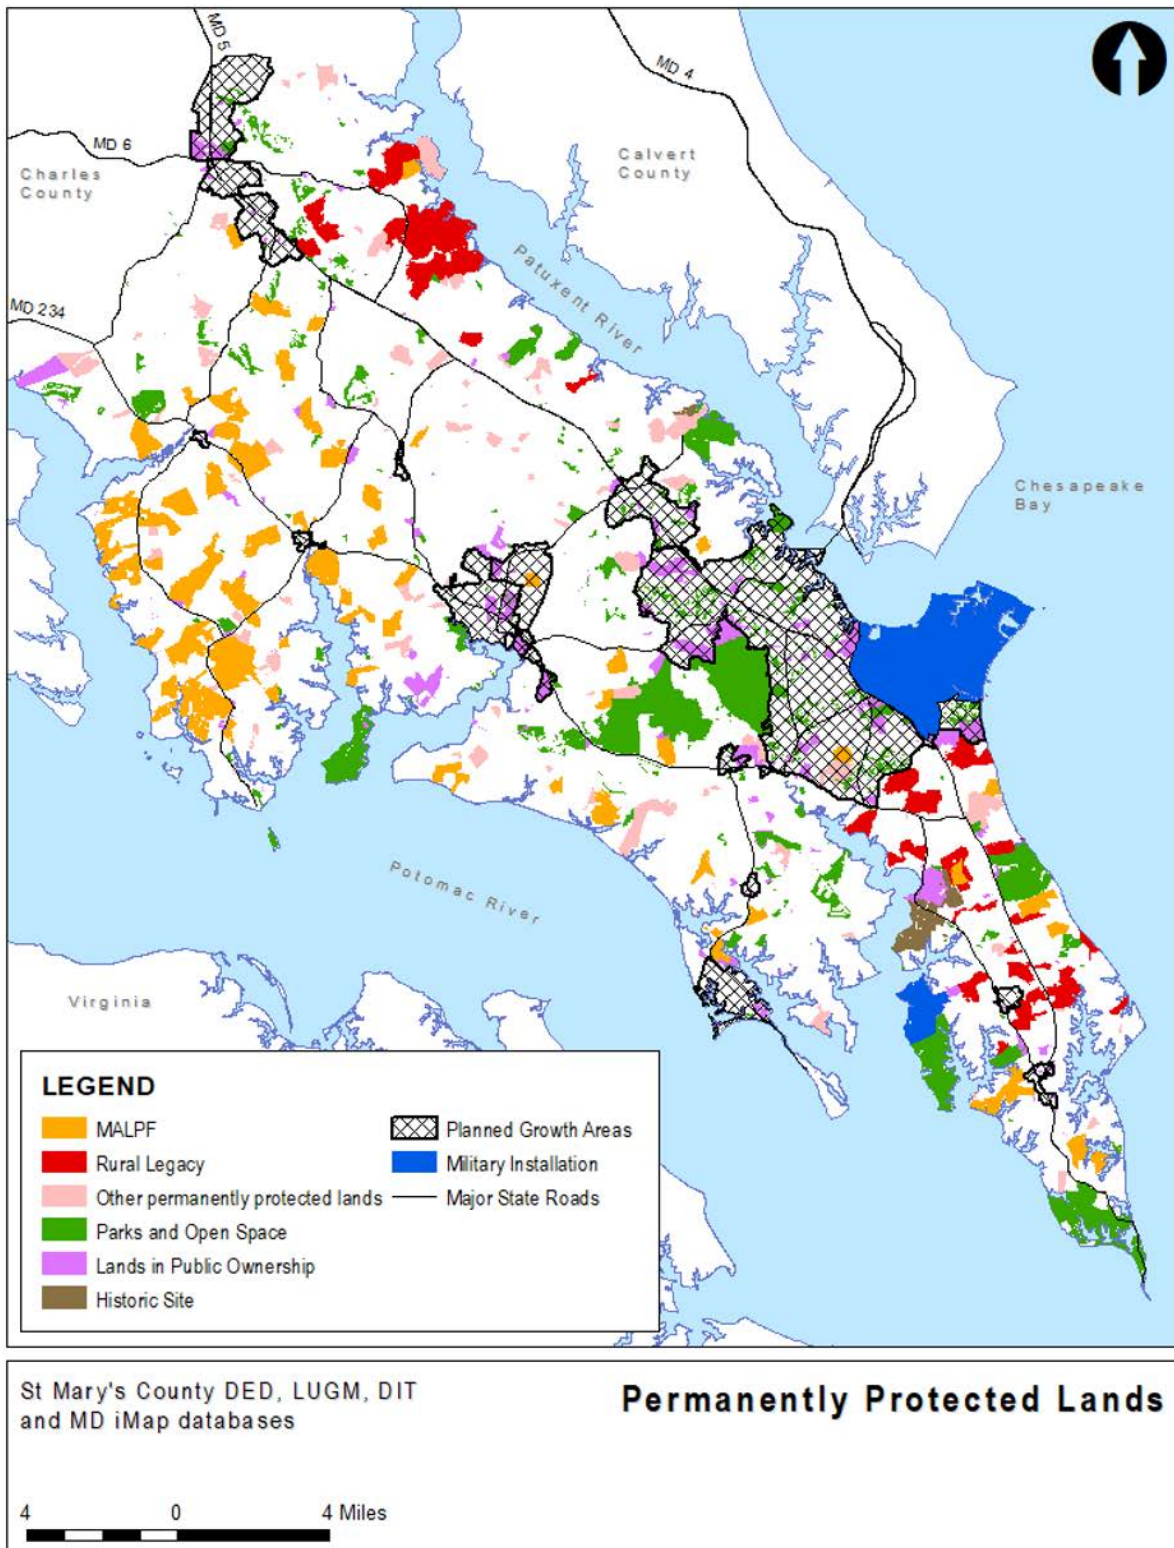 MD 5
MD 4
MD 6
Charles
County
Calvert
County
Patuxent River
MD 234
Chesapeake
Bay
Potomac River
Virginia
LEGEND
MALPF
Rural Legacy
Other permanently protected lands
Parks and Open Space
Lands in Public Ownership
Historic Site
Planned Growth Areas
Military Installation
Major State Roads
St Mary's County DED, LUGM, DIT
and MD iMap databases
Permanently Protected Lands
4 0 4 Miles